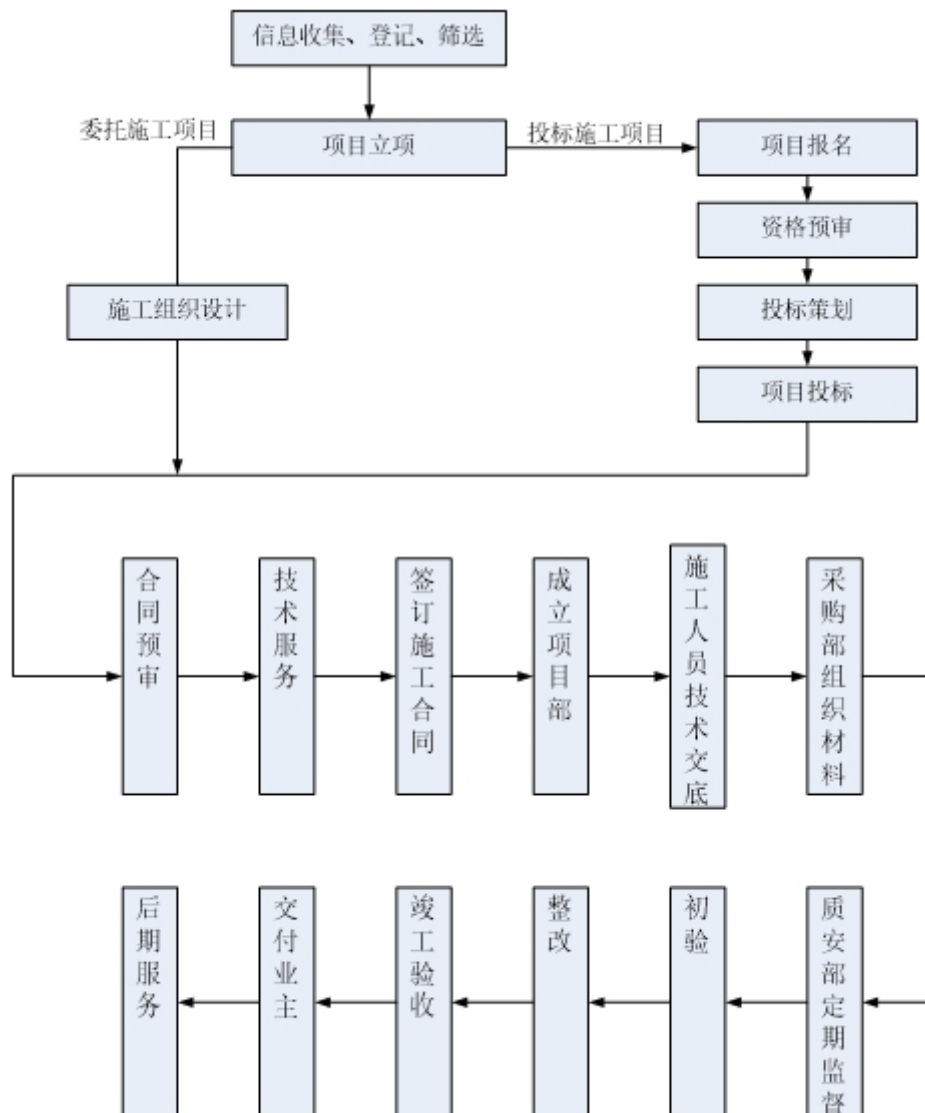 信息收集、登记、筛选
委托施工项目
项目立项
投标施工项目
项目报名
资格预审
施工组织设计
投标策划
项目投标
合同预审
技术服务
签订施工合同
成立项目部
施工人员技术交底
采购部组织材料
后期服务
交付业主
竣工验收
整改
初验
质安部定期监督